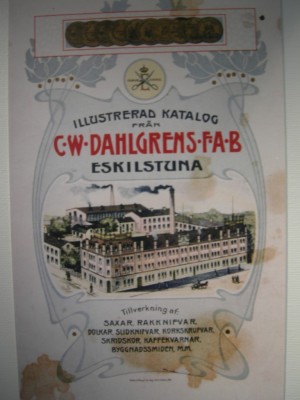 ILLUSTRERAD KATALOG
FRÅN
C·W·DAHLGRENS·F·A·B
ESKILSTUNA
Tillverkning af:
SAXAR, RAKKNIFVAR,
DOLKAR, SLIDKNIFVAR, KORKSKRUFVAR,
SKRIDSKOR, KAFFEKVARNAR,
BYGGNADSSMIDEN, M.M.